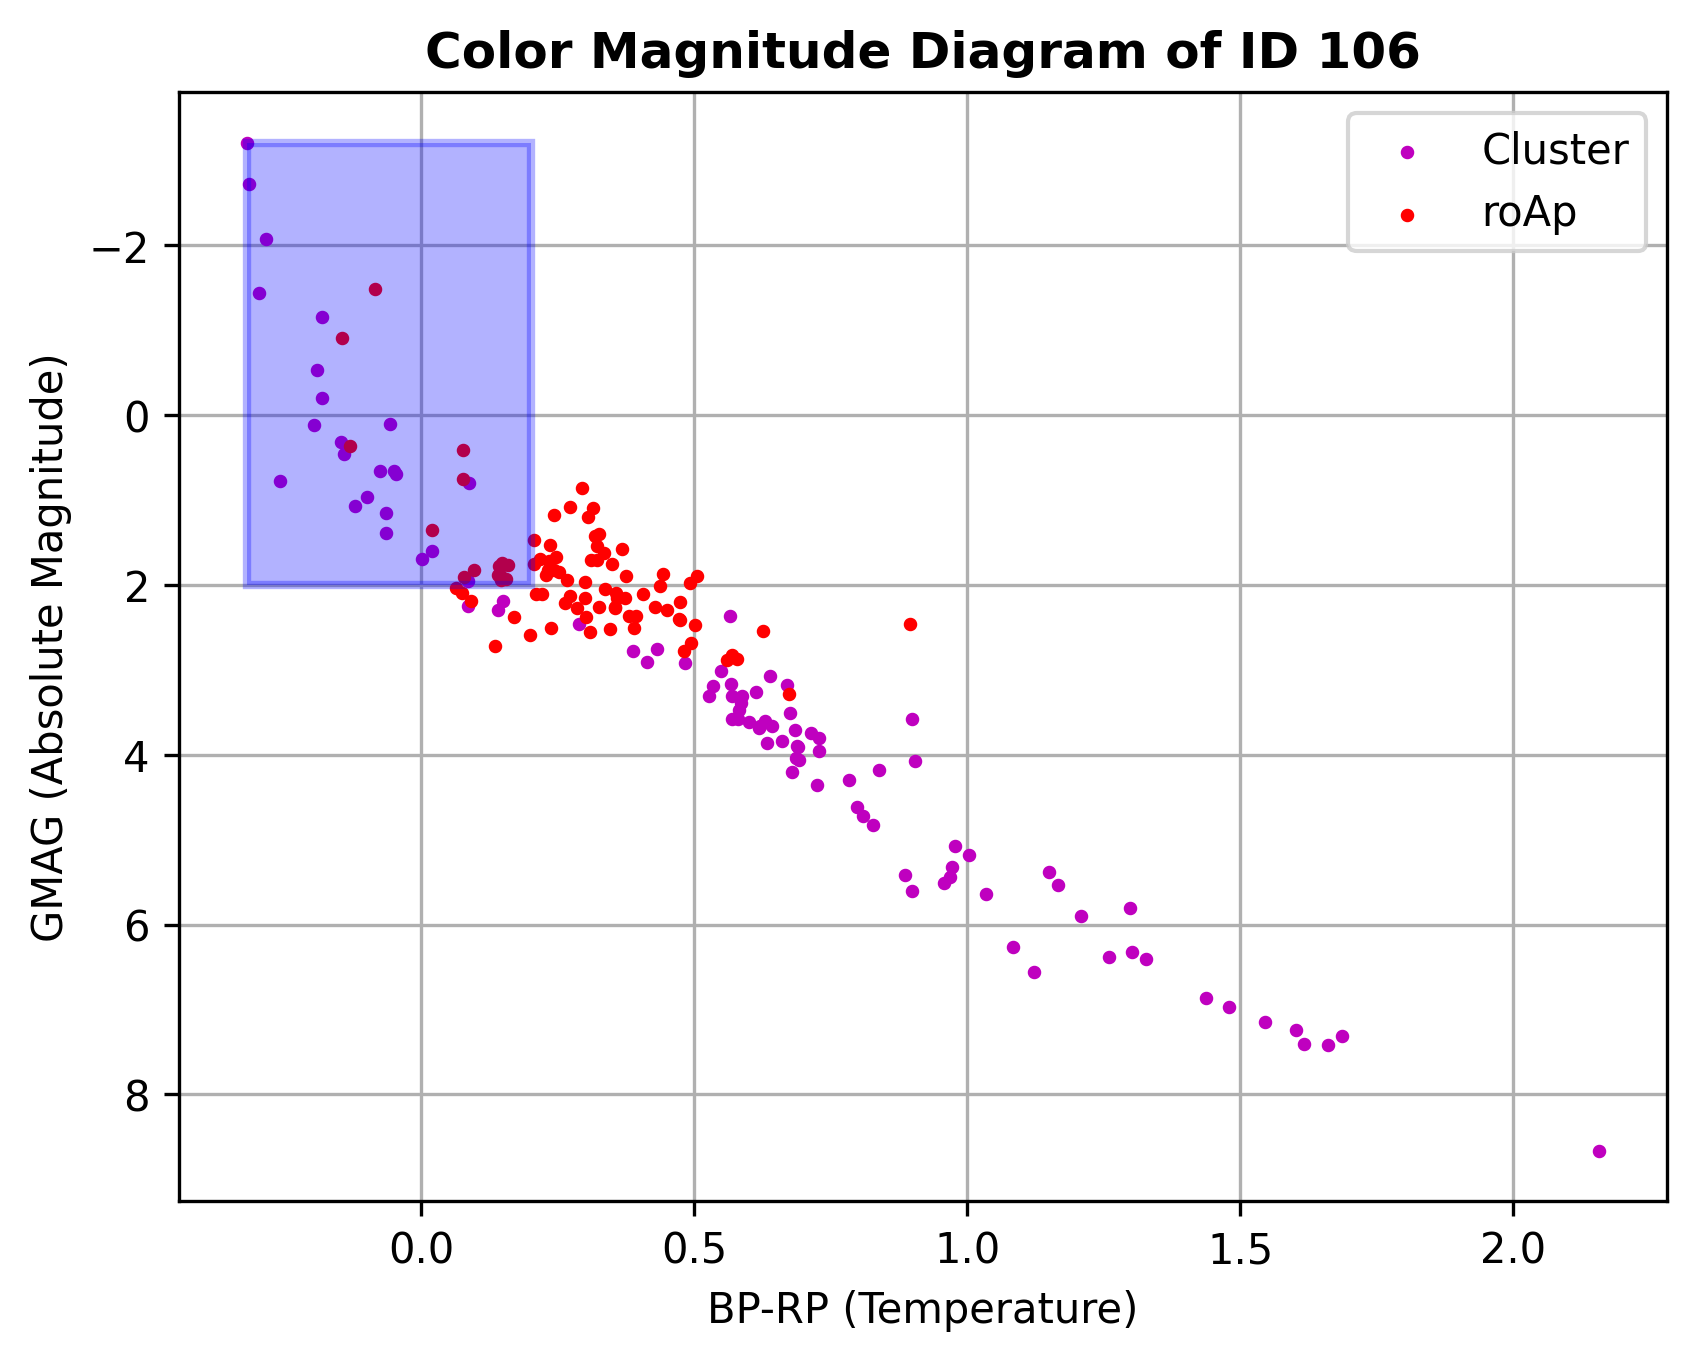 Color Magnitude Diagram of ID 106
Cluster
roAp
GMAG (Absolute Magnitude)
−2
0
2
4
6
8
0.0 0.5 1.0 1.5 2.0
BP-RP (Temperature)